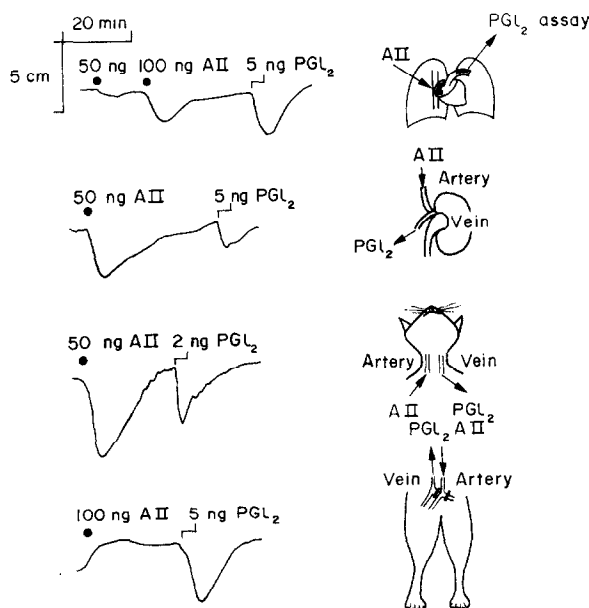 20 min
5 cm
50 ng 100 ng AII 5 ng PGI₂
PGI₂ assay
AII
50 ng AII 5 ng PGI₂
AII
Artery
Vein
PGI₂
50 ng AII 2 ng PGI₂
Artery Vein
AII PGI₂
PGI₂ AII
Vein Artery
100 ng AII 5 ng PGI₂